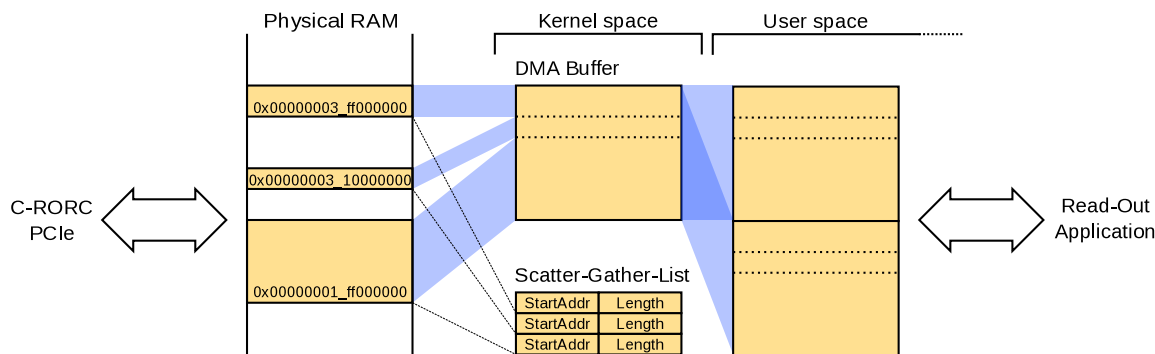 Physical RAM
Kernel space
User space
DMA Buffer
0x00000003_ff000000
0x00000003_10000000
C-RORC
PCIe
Read-Out
Application
0x00000001_ff000000
Scatter-Gather-List
StartAddr Length
StartAddr Length
StartAddr Length